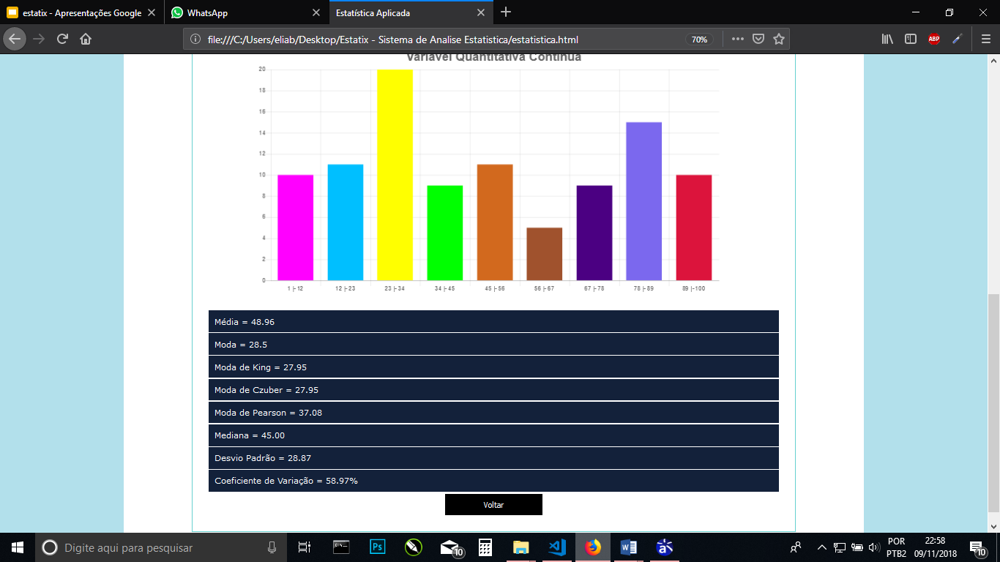 estatix - Apresentações Google
WhatsApp
Estatística Aplicada
file:///C:/Users/eliab/Desktop/Estatix - Sistema de Analise Estatistica/estatistica.html
70%
ABP
Variável Quantitativa Contínua
20
18
16
14
12
10
8
6
4
2
0
1 |-12 12 |-23 23 |-34 34 |-45 45 |-56 56 |-67 67 |-78 78 |-89 89 |-100
Média = 48.96
Moda = 28.5
Moda de King = 27.95
Moda de Czuber = 27.95
Moda de Pearson = 37.08
Mediana = 45.00
Desvio Padrão = 28.87
Coeficiente de Variação = 58.97%
Voltar
Digite aqui para pesquisar
Ps
10
W
POR
PTB2
22:58
09/11/2018
10